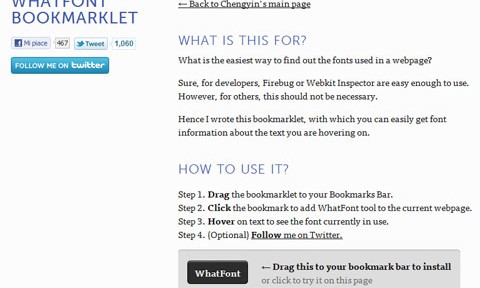 WHATFONT
BOOKMARKLET
Mi piace 467 Tweet 1,060
FOLLOW ME ON twitter
← Back to Chengyin's main page
WHAT IS THIS FOR?
What is the easiest way to find out the fonts used in a webpage?
Sure, for developers, Firebug or Webkit Inspector are easy enough to use.
However, for others, this should not be necessary.
Hence I wrote this bookmarklet, with which you can easily get font
information about the text you are hovering on.
HOW TO USE IT?
Step 1. Drag the bookmarklet to your Bookmarks Bar.
Step 2. Click the bookmark to add WhatFont tool to the current webpage.
Step 3. Hover on text to see the font currently in use.
Step 4. (Optional) Follow me on Twitter.
WhatFont
← Drag this to your bookmark bar to install
or click to try it on this page